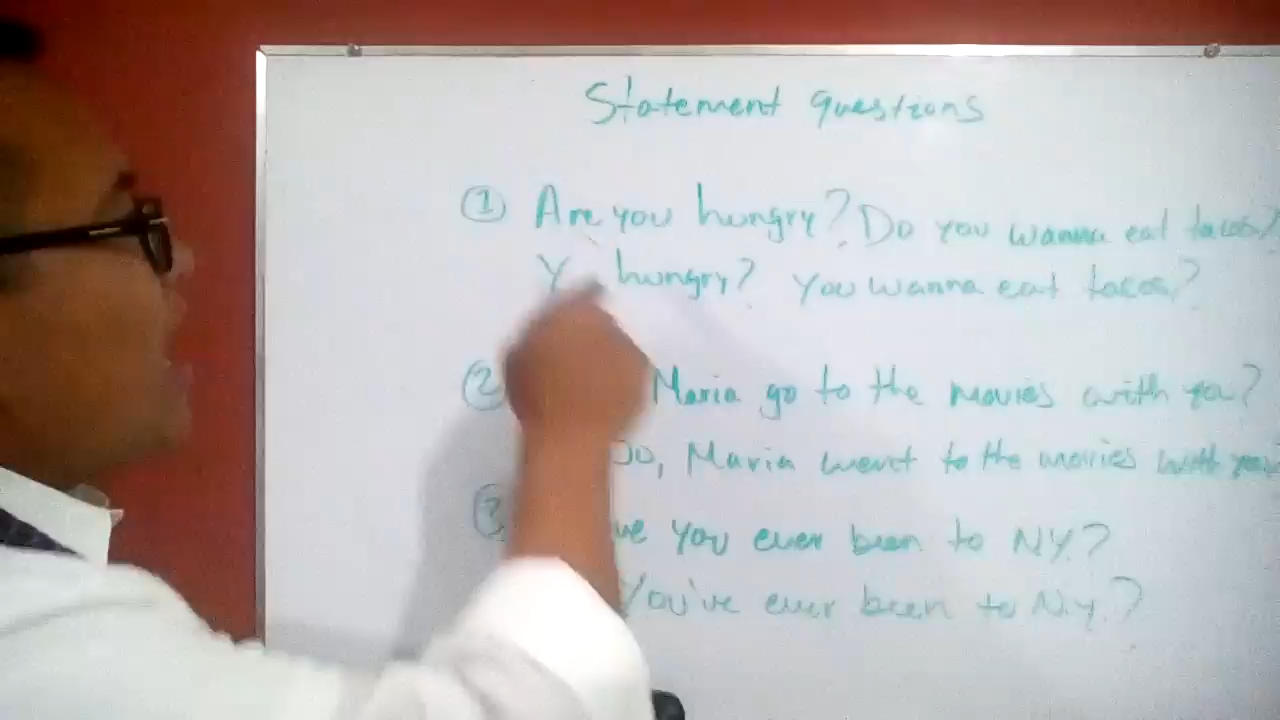 Statement questions
① Are you hungry? Do you wanna eat tacos?
hungry? You wanna eat tacos?
② Maria go to the movies with you?
So, Maria went to the movies with you?
③ you ever been to NY?
You've ever been to N.Y.?